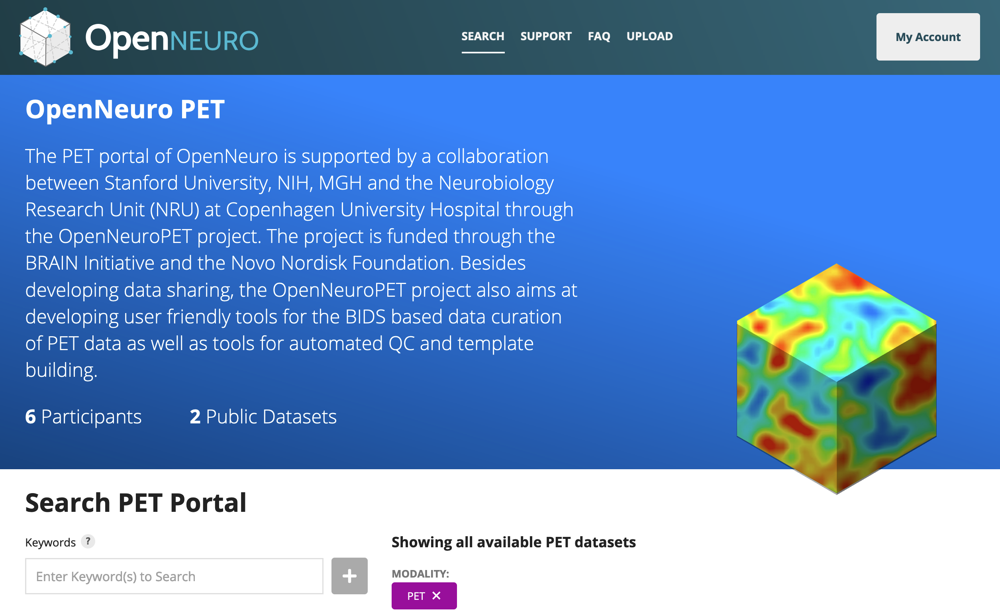 OpenNEURO
SEARCH SUPPORT FAQ UPLOAD
My Account
OpenNeuro PET
The PET portal of OpenNeuro is supported by a collaboration
between Stanford University, NIH, MGH and the Neurobiology
Research Unit (NRU) at Copenhagen University Hospital through
the OpenNeuroPET project. The project is funded through the
BRAIN Initiative and the Novo Nordisk Foundation. Besides
developing data sharing, the OpenNeuroPET project also aims at
developing user friendly tools for the BIDS based data curation
of PET data as well as tools for automated QC and template
building.
6 Participants 2 Public Datasets
Search PET Portal
Keywords ?
Enter Keyword(s) to Search
Showing all available PET datasets
MODALITY:
PET